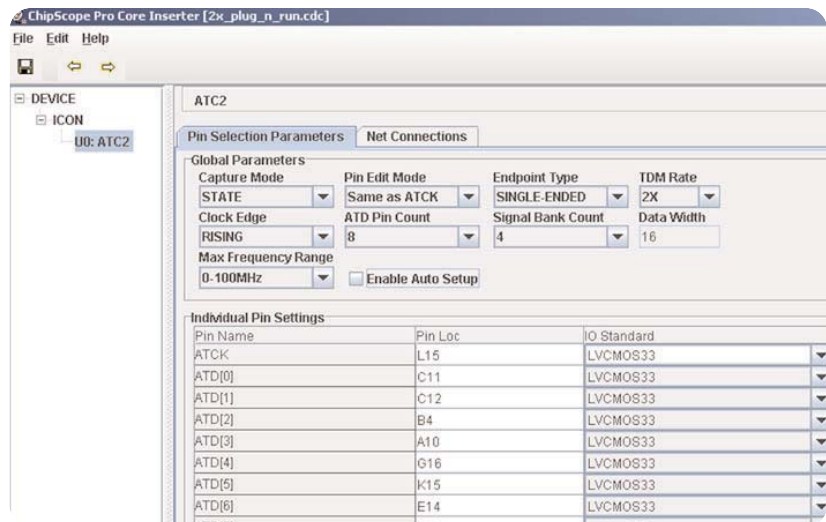 ChipScope Pro Core Inserter [2x_plug_n_run.cdc]
File Edit Help
DEVICE
ICON
U0: ATC2
ATC2
Pin Selection Parameters Net Connections
Global Parameters
Capture Mode Pin Edit Mode Endpoint Type TDM Rate
STATE Same as ATCK SINGLE-ENDED 2X
Clock Edge ATD Pin Count Signal Bank Count Data Width
RISING 8 4 16
Max Frequency Range
0-100MHz Enable Auto Setup
Individual Pin Settings
Pin Name Pin Loc IO Standard
ATCK L15 LVCMOS33
ATD[0] C11 LVCMOS33
ATD[1] C12 LVCMOS33
ATD[2] B4 LVCMOS33
ATD[3] A10 LVCMOS33
ATD[4] G16 LVCMOS33
ATD[5] K15 LVCMOS33
ATD[6] E14 LVCMOS33